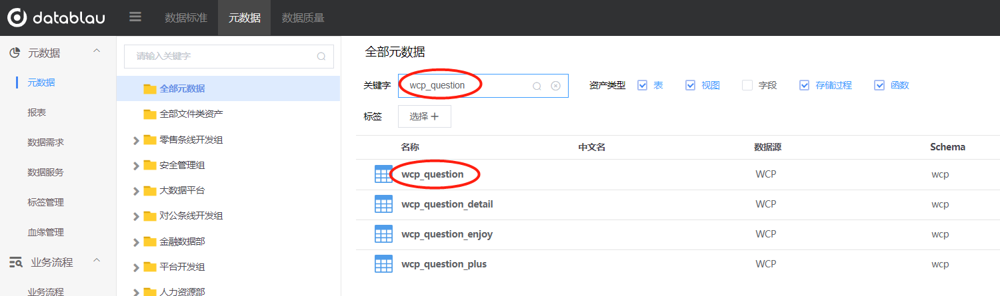 datablau
数据标准
元数据
数据质量
元数据
元数据
报表
数据需求
数据服务
标签管理
血缘管理
业务流程
业务流程
请输入关键字
全部元数据
全部文件类资产
零售条线开发组
安全管理组
大数据平台
对公条线开发组
金融数据部
平台开发组
人力资源部
全部元数据
关键字 wcp_question 资产类型 表 视图 字段 存储过程 函数
标签 选择 +
名称 中文名 数据源 Schema
wcp_question WCP wcp
wcp_question_detail WCP wcp
wcp_question_enjoy WCP wcp
wcp_question_plus WCP wcp